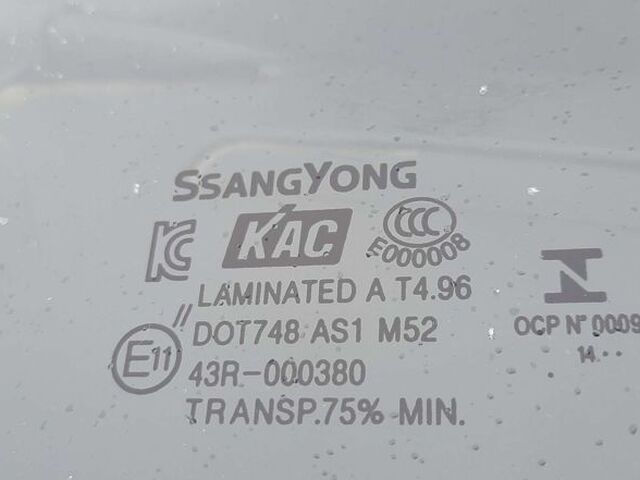 SSANGYONG
KC KAC CCC
E000008
LAMINATED A T4.96
DOT748 AS1 M52
E11 43R-000380
TRANSP.75% MIN.
N
OCP N° 0009
14··